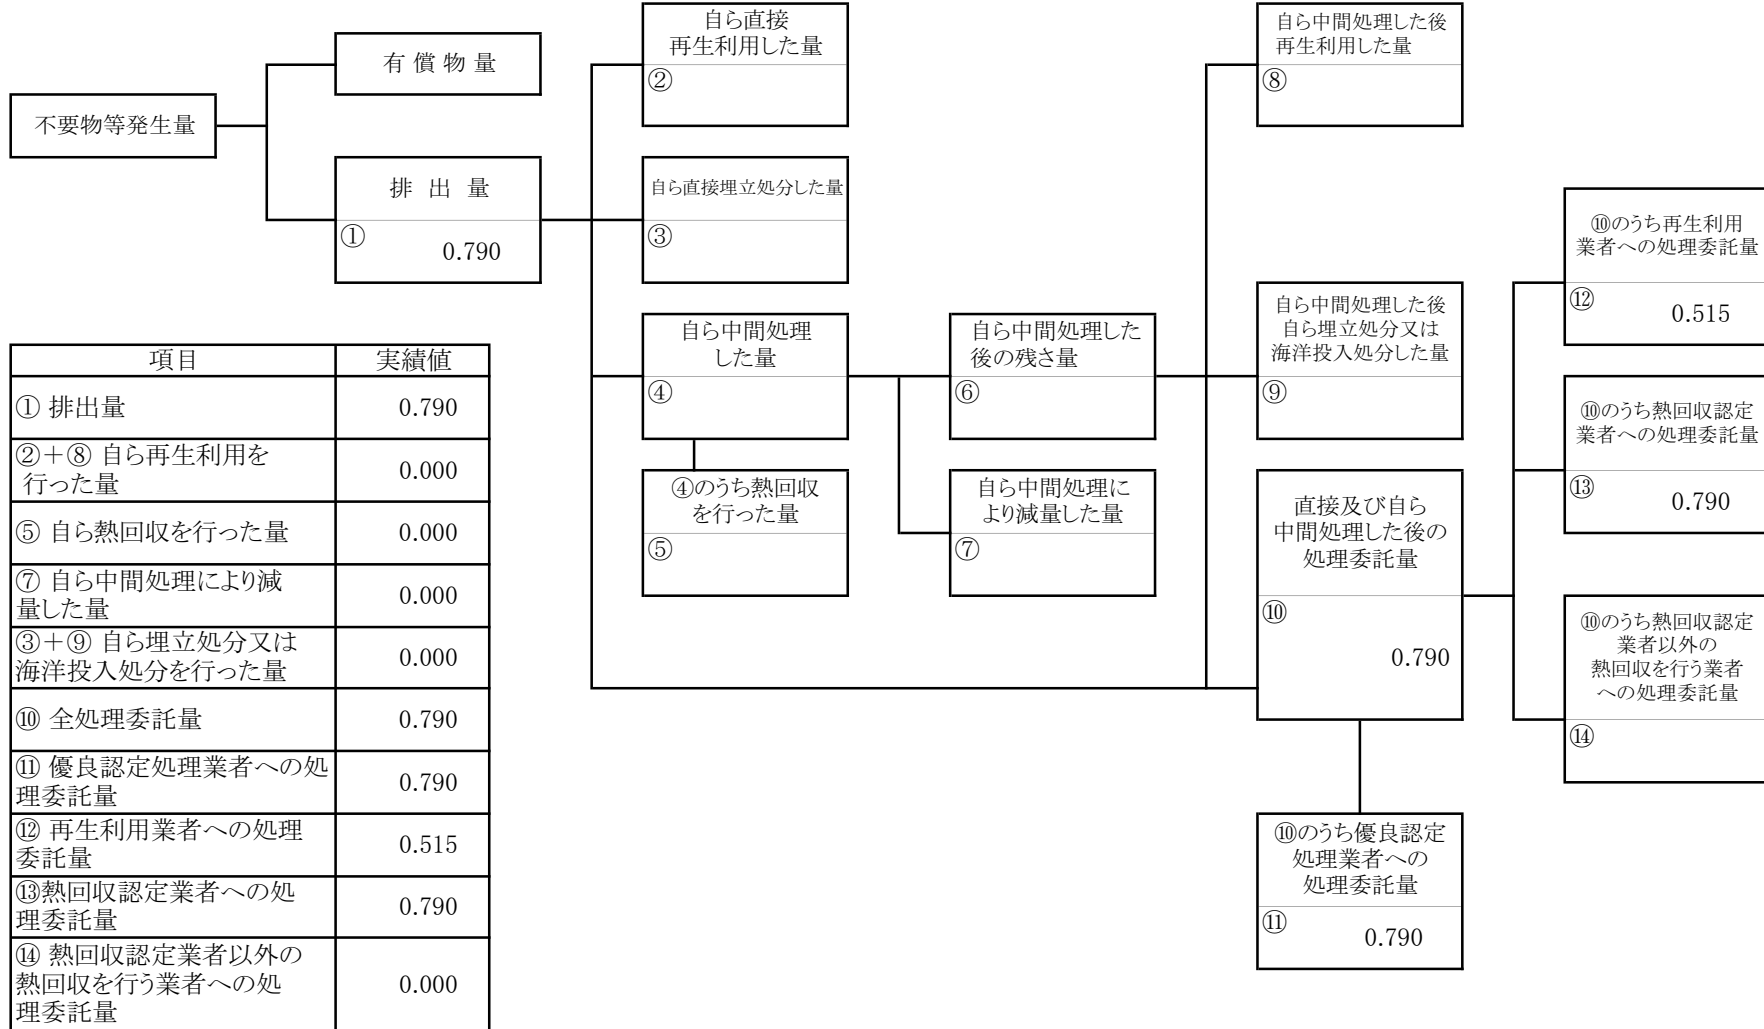 不要物等発生量
有 償 物 量
排 出 量
①
0.790
自ら直接
再生利用した量
②
自ら直接埋立処分した量
③
自ら中間処理
した量
④
④のうち熱回収
を行った量
⑤
自ら中間処理した
後の残さ量
⑥
自ら中間処理に
より減量した量
⑦
自ら中間処理した後
再生利用した量
⑧
自ら中間処理した後
自ら埋立処分又は
海洋投入処分した量
⑨
直接及び自ら
中間処理した後の
処理委託量
⑩
0.790
⑩のうち優良認定
処理業者への
処理委託量
⑪
0.790
⑩のうち再生利用
業者への処理委託量
⑫
0.515
⑩のうち熱回収認定
業者への処理委託量
⑬
0.790
⑩のうち熱回収認定
業者以外の
熱回収を行う業者
への処理委託量
⑭
項目 実績値
① 排出量 0.790
②＋⑧ 自ら再生利用を
行った量
0.000
⑤ 自ら熱回収を行った量 0.000
⑦ 自ら中間処理により減
量した量
0.000
③＋⑨ 自ら埋立処分又は
海洋投入処分を行った量
0.000
⑩ 全処理委託量 0.790
⑪ 優良認定処理業者への処
理委託量
0.790
⑫ 再生利用業者への処理
委託量
0.515
⑬熱回収認定業者への処
理委託量
0.790
⑭ 熱回収認定業者以外の
熱回収を行う業者への処
理委託量
0.000